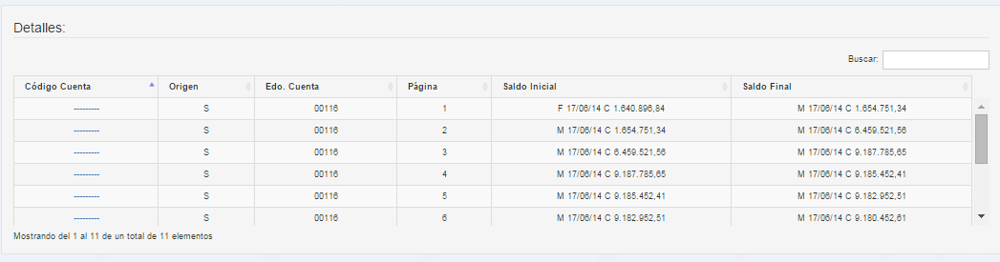 Detalles:
Buscar:
Código Cuenta Origen Edo. Cuenta Página Saldo Inicial Saldo Final
--------- S 00116 1 F 17/06/14 C 1.640.896,84 M 17/06/14 C 1.654.751,34
--------- S 00116 2 M 17/06/14 C 1.654.751,34 M 17/06/14 C 6.459.521,56
--------- S 00116 3 M 17/06/14 C 6.459.521,56 M 17/06/14 C 9.187.785,65
--------- S 00116 4 M 17/06/14 C 9.187.785,65 M 17/06/14 C 9.185.452,41
--------- S 00116 5 M 17/06/14 C 9.185.452,41 M 17/06/14 C 9.182.952,51
--------- S 00116 6 M 17/06/14 C 9.182.952,51 M 17/06/14 C 9.180.452,61
Mostrando del 1 al 11 de un total de 11 elementos